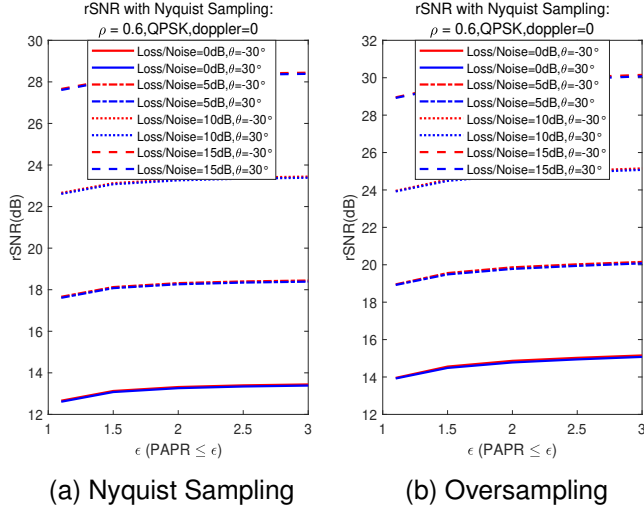 rSNR with Nyquist Sampling:
ρ = 0.6,QPSK,doppler=0
30
28
26
24
22
20
18
16
14
12
rSNR(dB)
Loss/Noise=0dB,θ=-30°
Loss/Noise=0dB,θ=30°
Loss/Noise=5dB,θ=-30°
Loss/Noise=5dB,θ=30°
Loss/Noise=10dB,θ=-30°
Loss/Noise=10dB,θ=30°
Loss/Noise=15dB,θ=-30°
Loss/Noise=15dB,θ=30°
1 1.5 2 2.5 3
ϵ (PAPR ≤ ϵ)
(a) Nyquist Sampling
rSNR with Nyquist Sampling:
ρ = 0.6,QPSK,doppler=0
32
30
28
26
24
22
20
18
16
14
12
rSNR(dB)
Loss/Noise=0dB,θ=-30°
Loss/Noise=0dB,θ=30°
Loss/Noise=5dB,θ=-30°
Loss/Noise=5dB,θ=30°
Loss/Noise=10dB,θ=-30°
Loss/Noise=10dB,θ=30°
Loss/Noise=15dB,θ=-30°
Loss/Noise=15dB,θ=30°
1 1.5 2 2.5 3
ϵ (PAPR ≤ ϵ)
(b) Oversampling